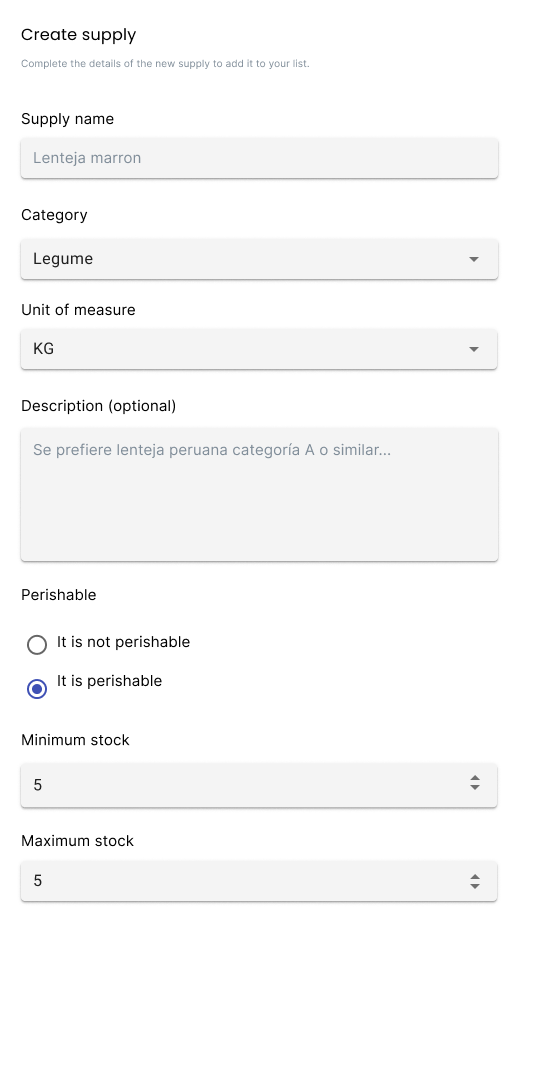 Create supply
Complete the details of the new supply to add it to your list.
Supply name
Lenteja marron
Category
Legume
Unit of measure
KG
Description (optional)
Se prefiere lenteja peruana categoría A o similar...
Perishable
It is not perishable
It is perishable
Minimum stock
5
Maximum stock
5